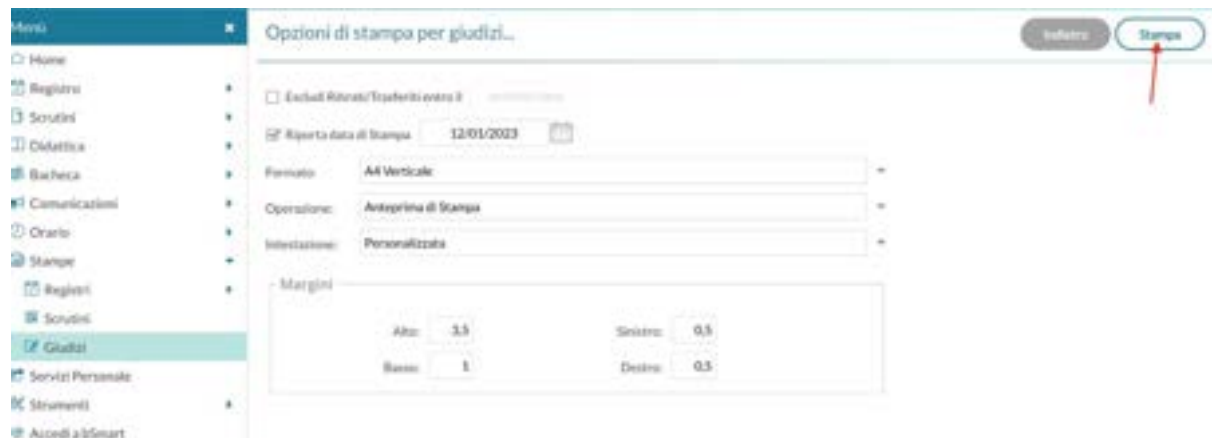 Menù
Opzioni di stampa per giudizi...
Indietro
Stampa
Home
Registro
Scrutini
Didattica
Bacheca
Comunicazioni
Orario
Stampe
Registri
Scrutini
Giudizi
Servizi Personale
Strumenti
Accedi a bSmart
Escludi Ritirati/Trasferiti entro il
Riporta data di Stampa 12/01/2023
Formato: A4 Verticale
Operazione: Anteprima di Stampa
Intestazione: Personalizzata
Margini
Alto: 3,5 Sinistro: 0,5
Basso: 1 Destro: 0,5